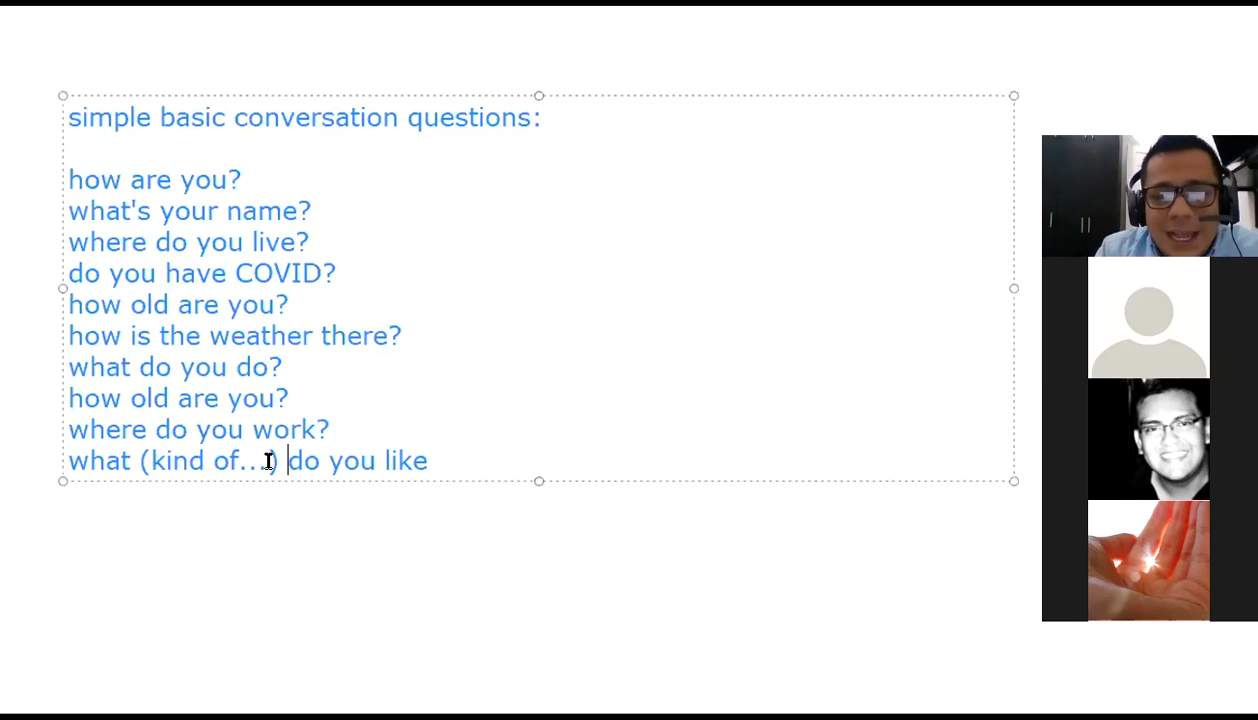 simple basic conversation questions:
how are you?
what's your name?
where do you live?
do you have COVID?
how old are you?
how is the weather there?
what do you do?
how old are you?
where do you work?
what (kind of...) do you like